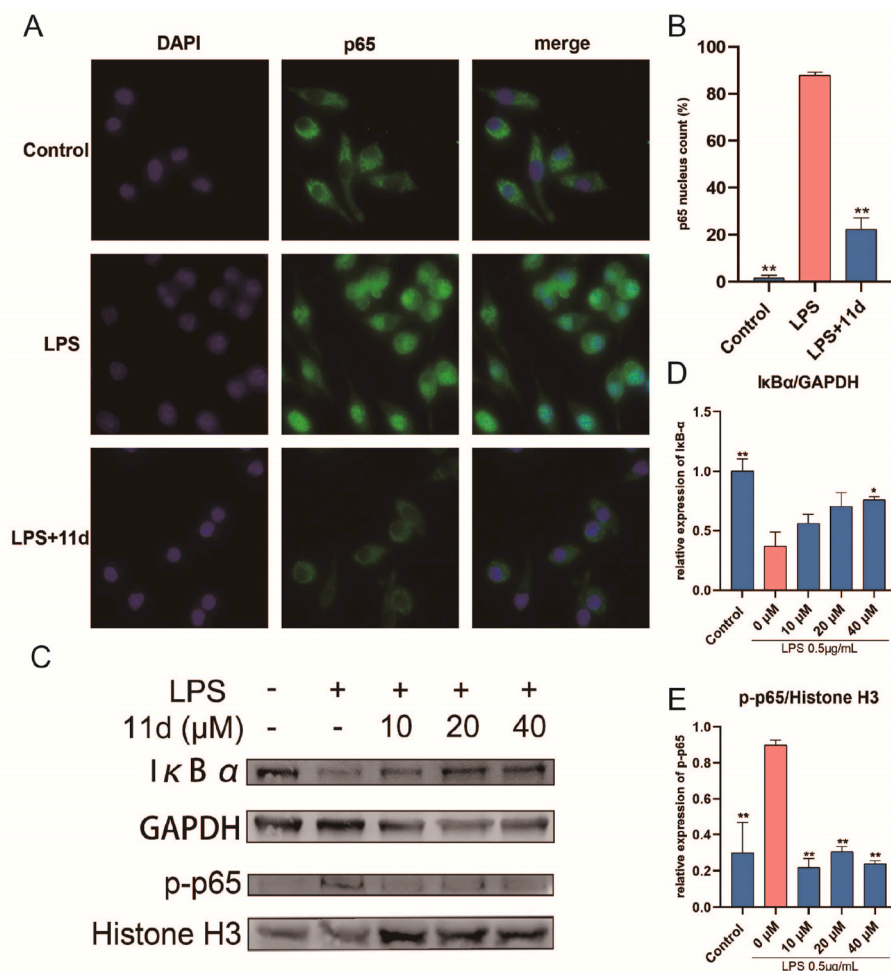 A
DAPI p65 merge
Control
LPS
LPS+11d
B
p65 nucleus count (%)
100
80
60
40
20
0
**
**
Control LPS LPS+11d
C
LPS - + + + +
11d (μM) - - 10 20 40
IκBα
GAPDH
p-p65
Histone H3
D
IκBα/GAPDH
relative expression of IκB-α
1.5
1.0
0.5
0.0
**
*
Control 0 μM 10 μM 20 μM 40 μM
LPS 0.5μg/mL
E
p-p65/Histone H3
relative expression of p-p65
1.0
0.8
0.6
0.4
0.2
0.0
**
**
**
**
Control 0 μM 10 μM 20 μM 40 μM
LPS 0.5μg/mL